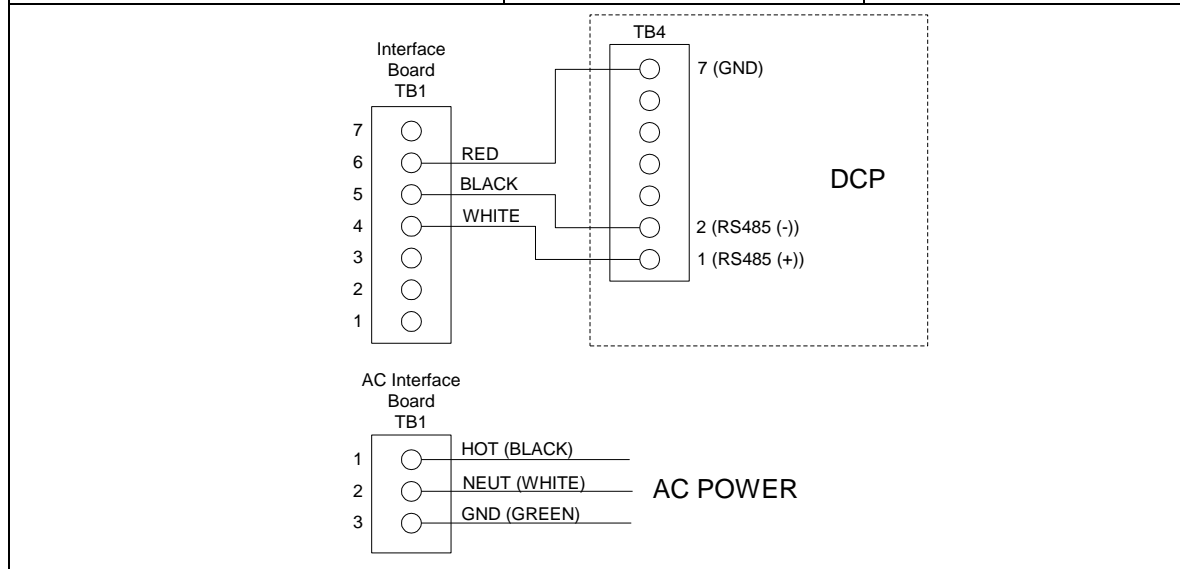 TB4
Interface
Board
TB1
7 (GND)
7
6
RED
5
BLACK
DCP
4
WHITE
2 (RS485 (-))
3
1 (RS485 (+))
2
1
AC Interface
Board
TB1
1
HOT (BLACK)
2
NEUT (WHITE)
AC POWER
3
GND (GREEN)